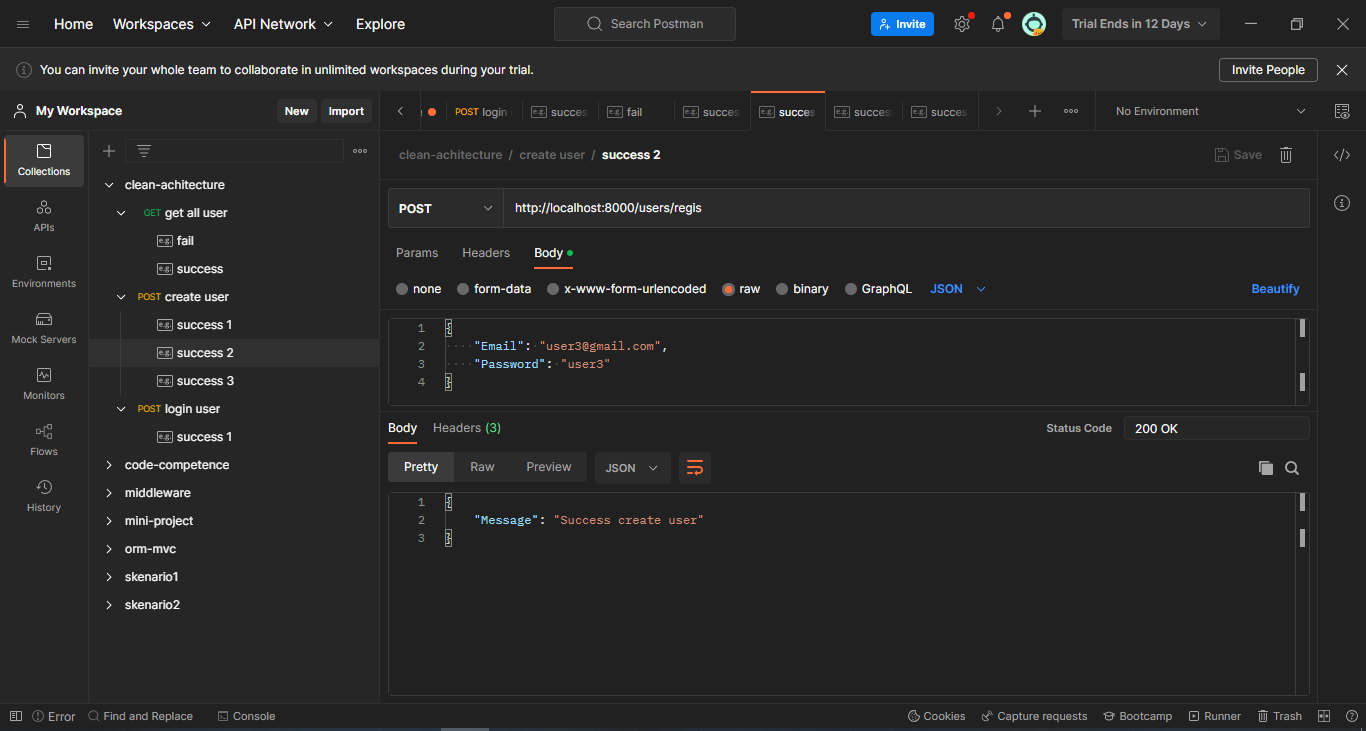 Home Workspaces API Network Explore Search Postman Invite Trial Ends in 12 Days
You can invite your whole team to collaborate in unlimited workspaces during your trial. Invite People
My Workspace New Import
POST login e.g. succes e.g. fail e.g. succes e.g. succes e.g. succes e.g. succes No Environment
Collections
APIs
Environments
Mock Servers
Monitors
Flows
History
clean-achitecture
GET get all user
e.g. fail
e.g. success
POST create user
e.g. success 1
e.g. success 2
e.g. success 3
POST login user
e.g. success 1
code-competence
middleware
mini-project
orm-mvc
skenario1
skenario2
clean-achitecture / create user / success 2 Save
POST http://localhost:8000/users/regis
Params Headers Body
none form-data x-www-form-urlencoded raw binary GraphQL JSON Beautify
1 {
2 "Email": "user3@gmail.com",
3 "Password": "user3"
4 }
Body Headers (3) Status Code 200 OK
Pretty Raw Preview JSON
1 {
2 "Message": "Success create user"
3 }
Error Find and Replace Console Cookies Capture requests Bootcamp Runner Trash